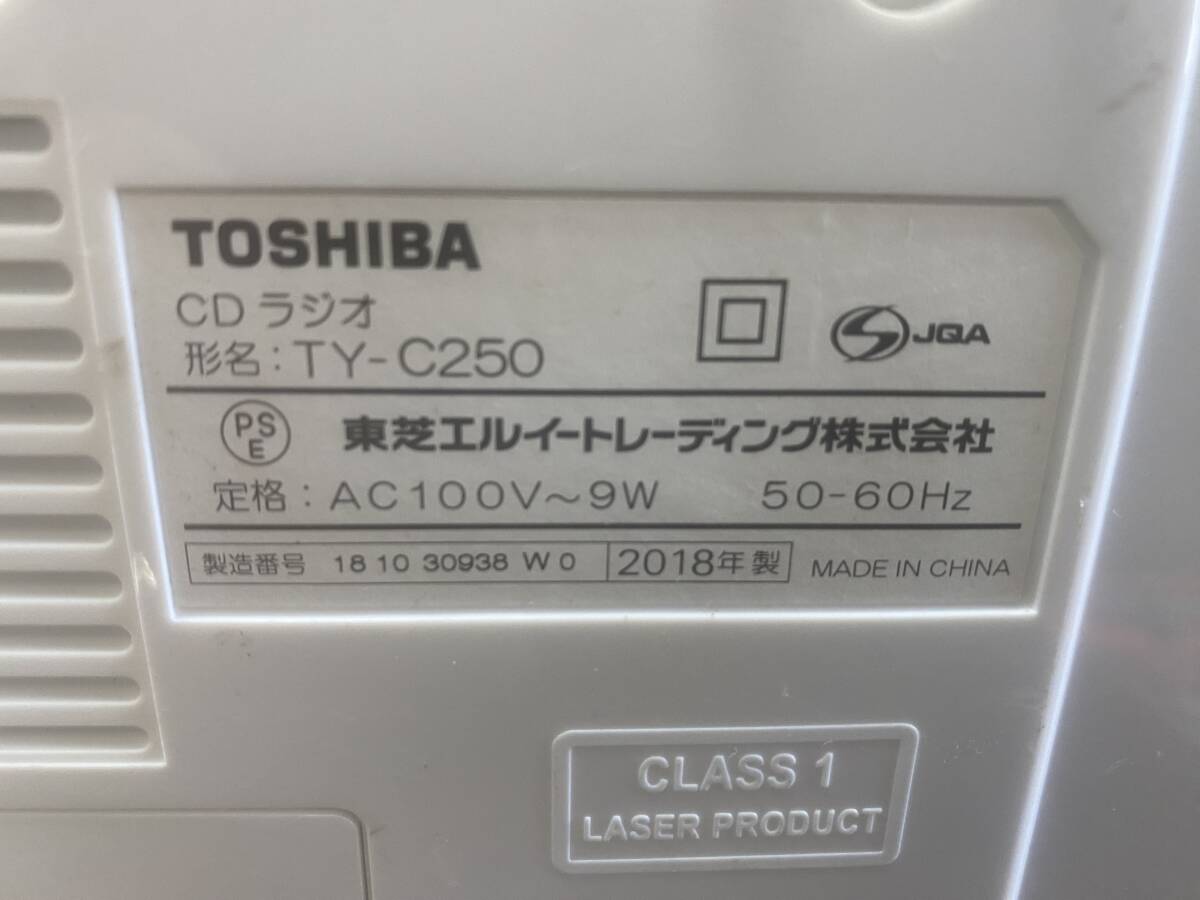 TOSHIBA
CD ラジオ
形名：TY-C250
JQA
PSE 東芝エルイートレーディング株式会社
定格：AC100V～9W 50-60Hz
製造番号 18 10 30938 W 0 2018年製 MADE IN CHINA
CLASS 1
LASER PRODUCT